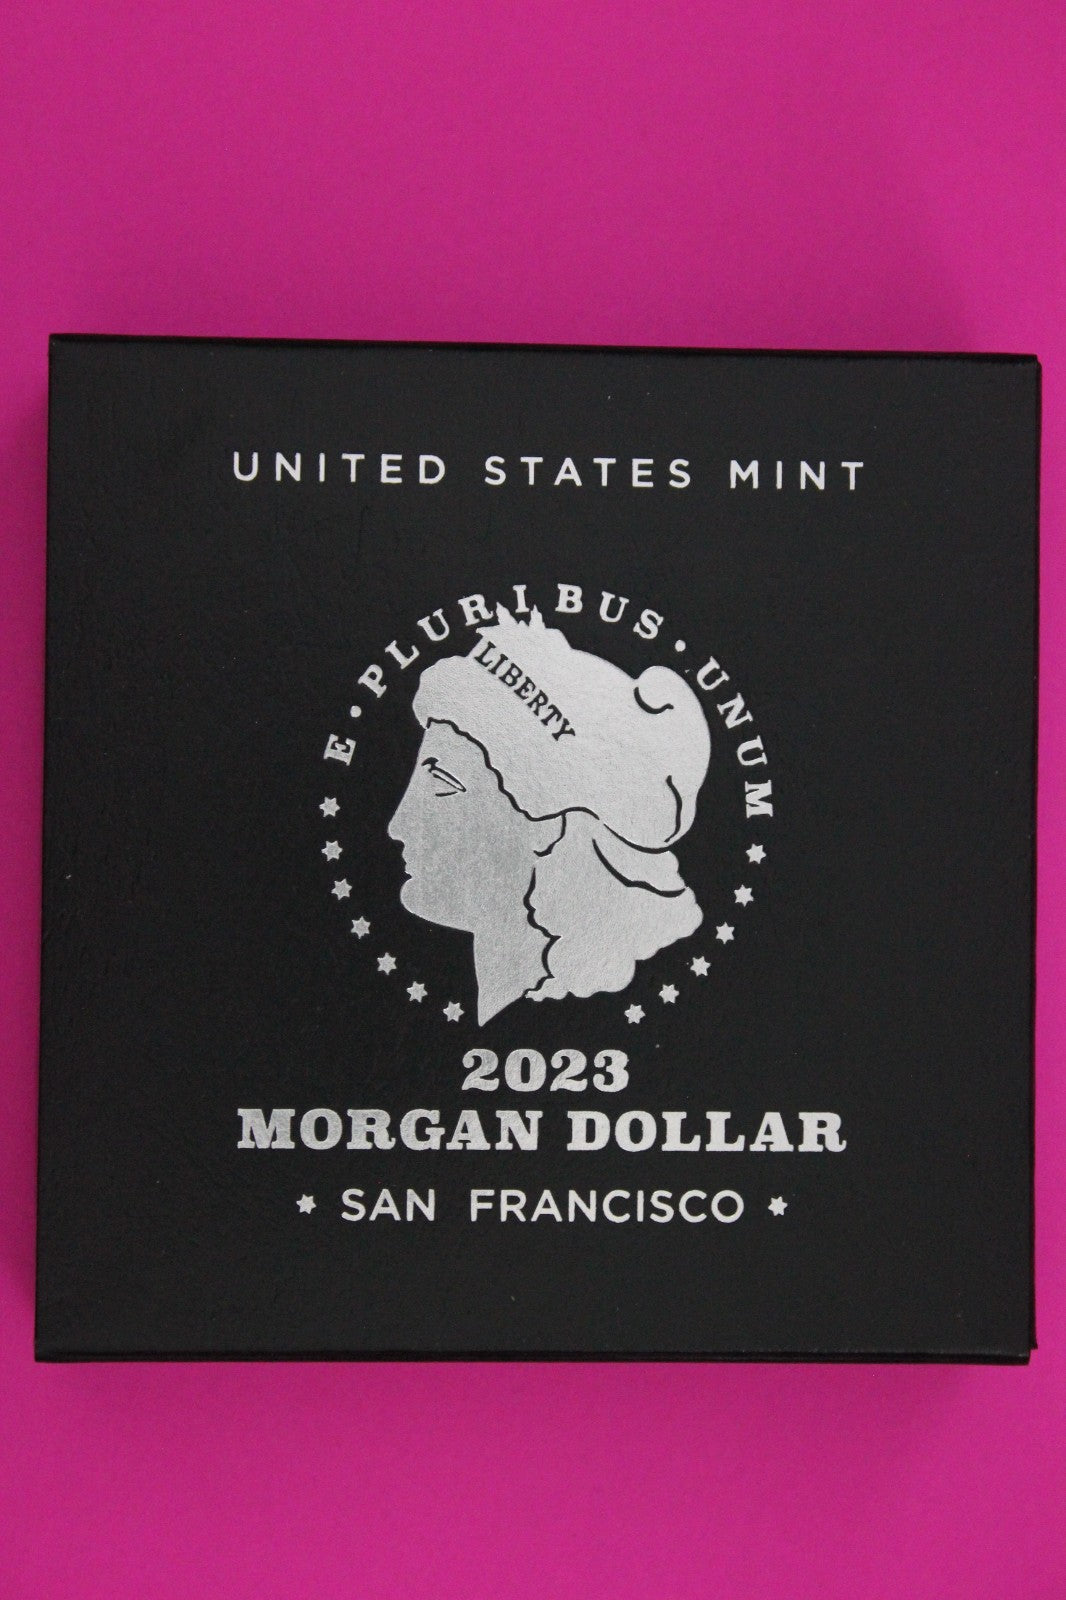 UNITED STATES MINT
E · PLURIBUS · UNUM
LIBERTY
2023
MORGAN DOLLAR
* SAN FRANCISCO *